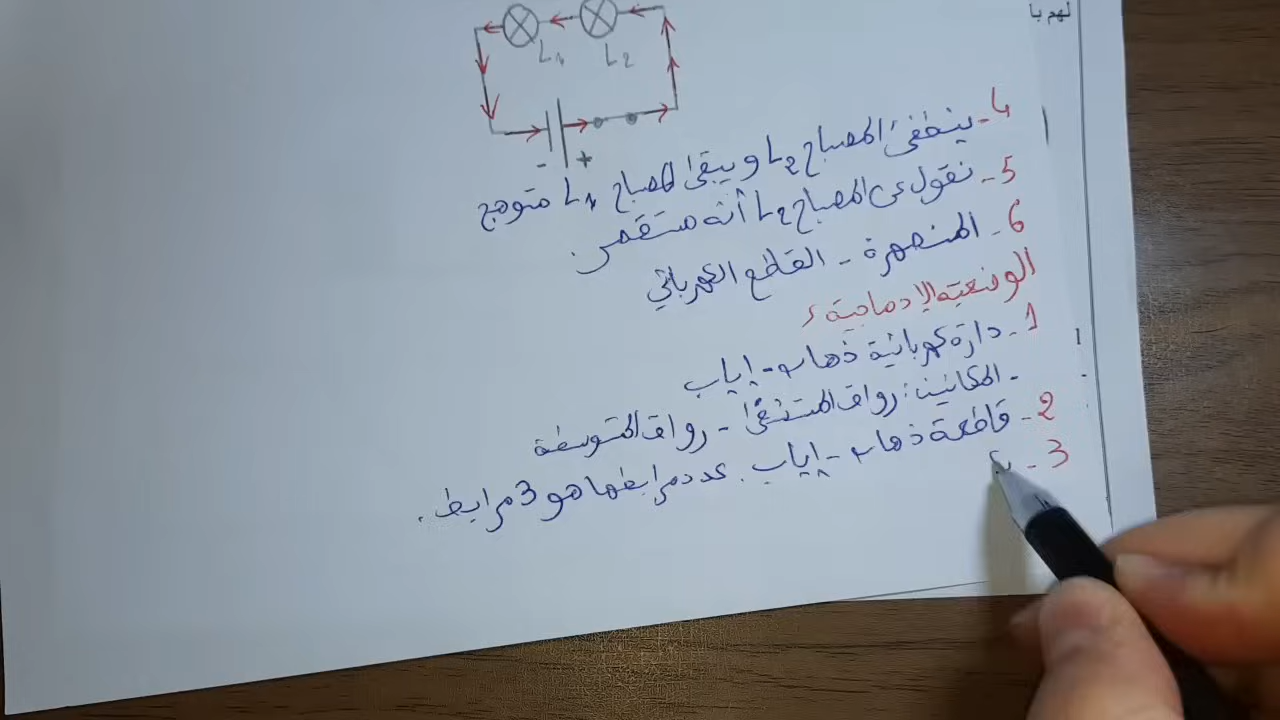 لهم با
L1 L2
- +
4- ينطفئ المصباح L2 و يبقى المصباح L1 متوهج
5- نقول عن المصباح L2 أنه مستقصر.
6- المنصهرة - القاطع الكهربائي
الوضعية الإدماجية:
1- دارة كهربائية ذهاب - إياب
- المكانين: رواق المستشفى - رواق المتوسطة
2- قاطعة ذهاب - إياب. عدد مرابطها هو 3 مرابط.
3-